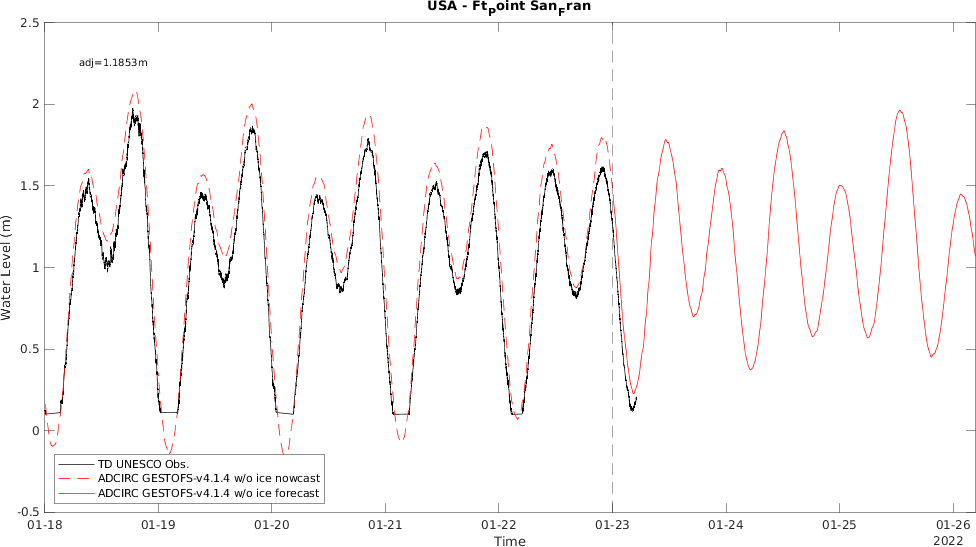 USA - Ft_Point San_Fran
2.5
adj=1.1853m
2
1.5
1
0.5
0
-0.5
Water Level (m)
TD UNESCO Obs.
ADCIRC GESTOFS-v4.1.4 w/o ice nowcast
ADCIRC GESTOFS-v4.1.4 w/o ice forecast
01-18 01-19 01-20 01-21 01-22 01-23 01-24 01-25 01-26
Time
2022